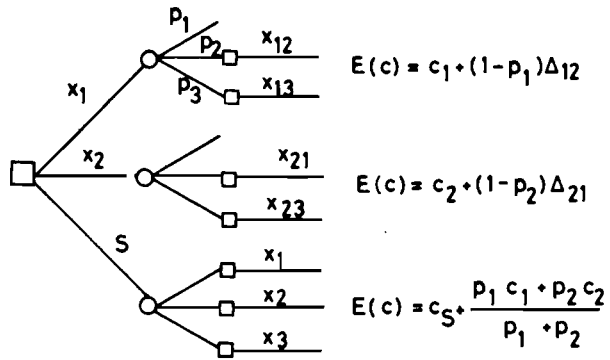 p₁
p₂ x₁₂
E(c) = c₁ + (1-p₁)Δ₁₂
p₃ x₁₃
x₁
x₂ x₂₁
E(c) = c₂ + (1-p₂)Δ₂₁
x₂₃
S
x₁
x₂
E(c) = c_S + (p₁ c₁ + p₂ c₂)/(p₁ + p₂)
x₃